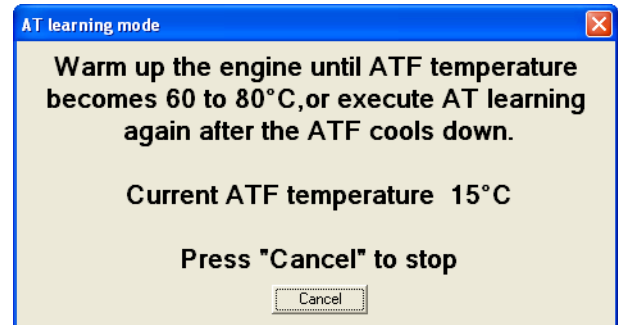 AT learning mode
Warm up the engine until ATF temperature
becomes 60 to 80°C,or execute AT learning
again after the ATF cools down.
Current ATF temperature 15°C
Press "Cancel" to stop
Cancel